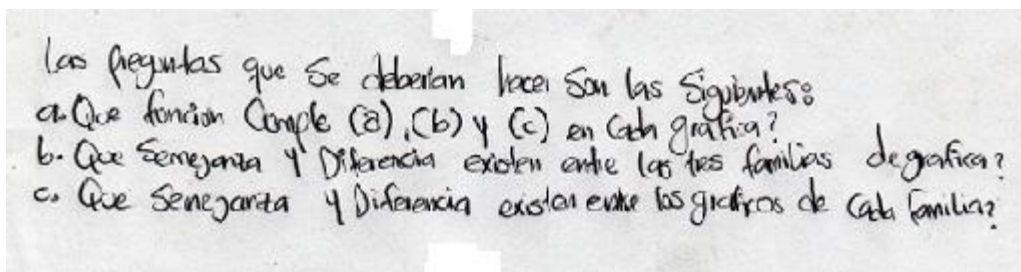 Las preguntas que se deberian hacer son las Siguientes:
a. Que función Comple (a), (b) y (c) en Cada grafica?
b. Que Semejanza y Diferencia existen entre las tres familias de grafica?
c. Que Semejanza y Diferencia existen entre los graficos de Cada familia?